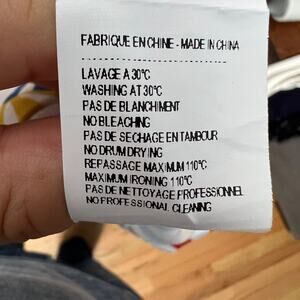 FABRIQUE EN CHINE - MADE IN CHINA
LAVAGE A 30°C
WASHING AT 30°C
PAS DE BLANCHIMENT
NO BLEACHING
PAS DE SECHAGE EN TAMBOUR
NO DRUM DRYING
REPASSAGE MAXIMUM 110°C
MAXIMUM IRONING 110°C
PAS DE NETTOYAGE PROFESSIONNEL
NO PROFESSIONAL CLEANING